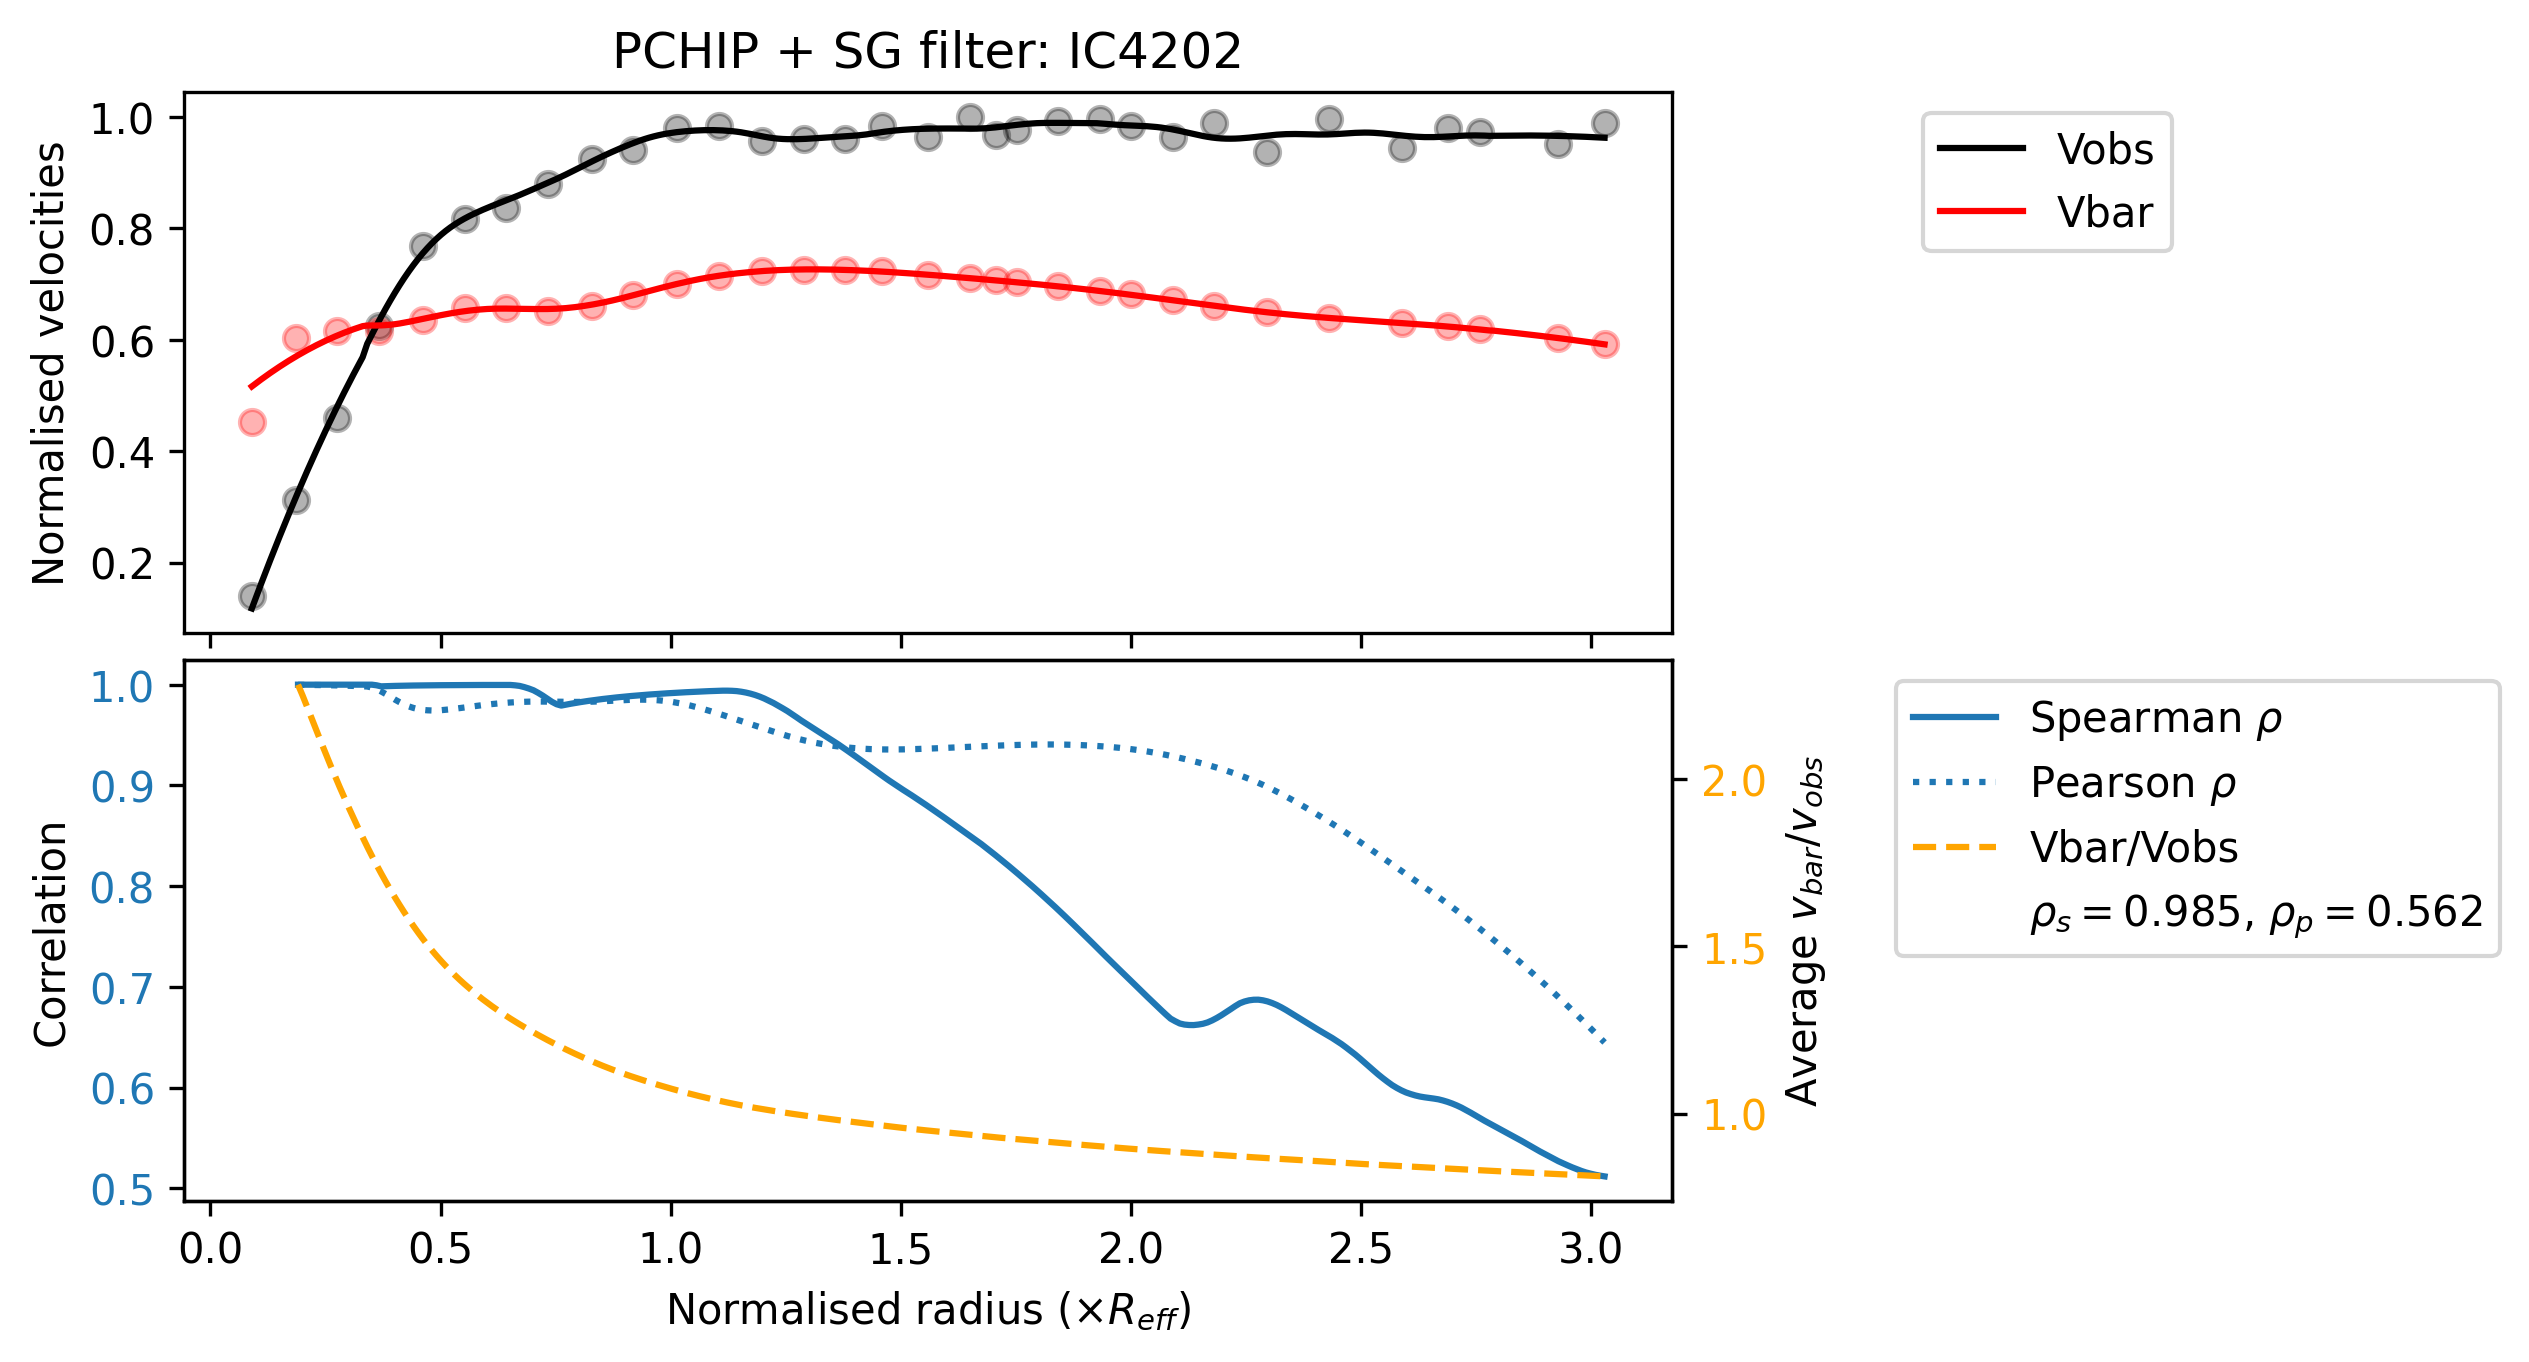 PCHIP + SG filter: IC4202
Normalised velocities
1.0
0.8
0.6
0.4
0.2
Vobs
Vbar
Correlation
1.0
0.9
0.8
0.7
0.6
0.5
2.0
1.5
1.0
Average v_bar/v_obs
Spearman ρ
Pearson ρ
Vbar/Vobs
ρ_s = 0.985, ρ_p = 0.562
0.0 0.5 1.0 1.5 2.0 2.5 3.0
Normalised radius (×R_eff)